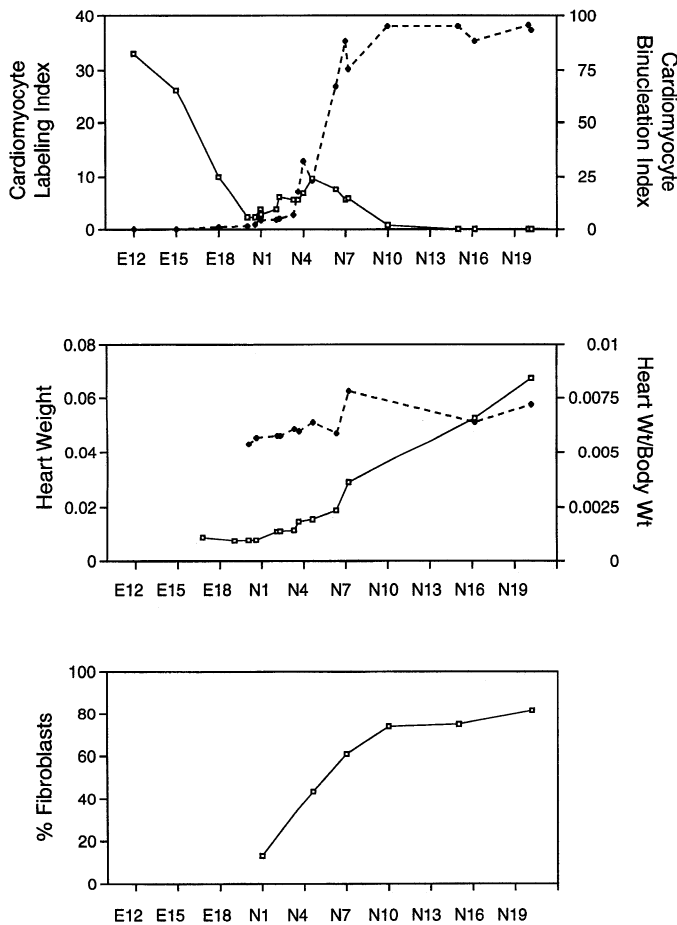 40
30
20
10
0
Cardiomyocyte
Labeling Index
100
75
50
25
0
Cardiomyocyte
Binucleation Index
E12 E15 E18 N1 N4 N7 N10 N13 N16 N19
0.08
0.06
0.04
0.02
0
Heart Weight
0.01
0.0075
0.005
0.0025
0
Heart Wt/Body Wt
E12 E15 E18 N1 N4 N7 N10 N13 N16 N19
100
80
60
40
20
0
% Fibroblasts
E12 E15 E18 N1 N4 N7 N10 N13 N16 N19